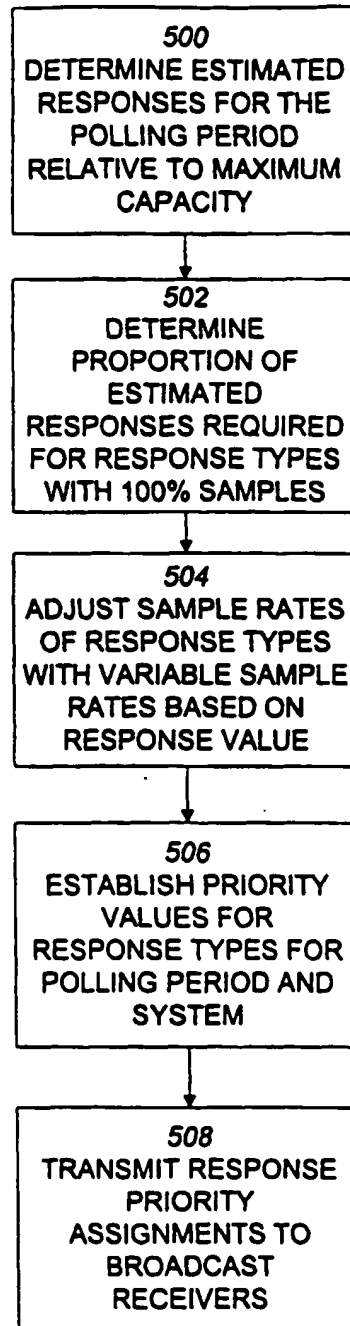 500
DETERMINE ESTIMATED
RESPONSES FOR THE
POLLING PERIOD
RELATIVE TO MAXIMUM
CAPACITY
502
DETERMINE
PROPORTION OF
ESTIMATED
RESPONSES REQUIRED
FOR RESPONSE TYPES
WITH 100% SAMPLES
504
ADJUST SAMPLE RATES
OF RESPONSE TYPES
WITH VARIABLE SAMPLE
RATES BASED ON
RESPONSE VALUE
506
ESTABLISH PRIORITY
VALUES FOR
RESPONSE TYPES FOR
POLLING PERIOD AND
SYSTEM
508
TRANSMIT RESPONSE
PRIORITY
ASSIGNMENTS TO
BROADCAST
RECEIVERS